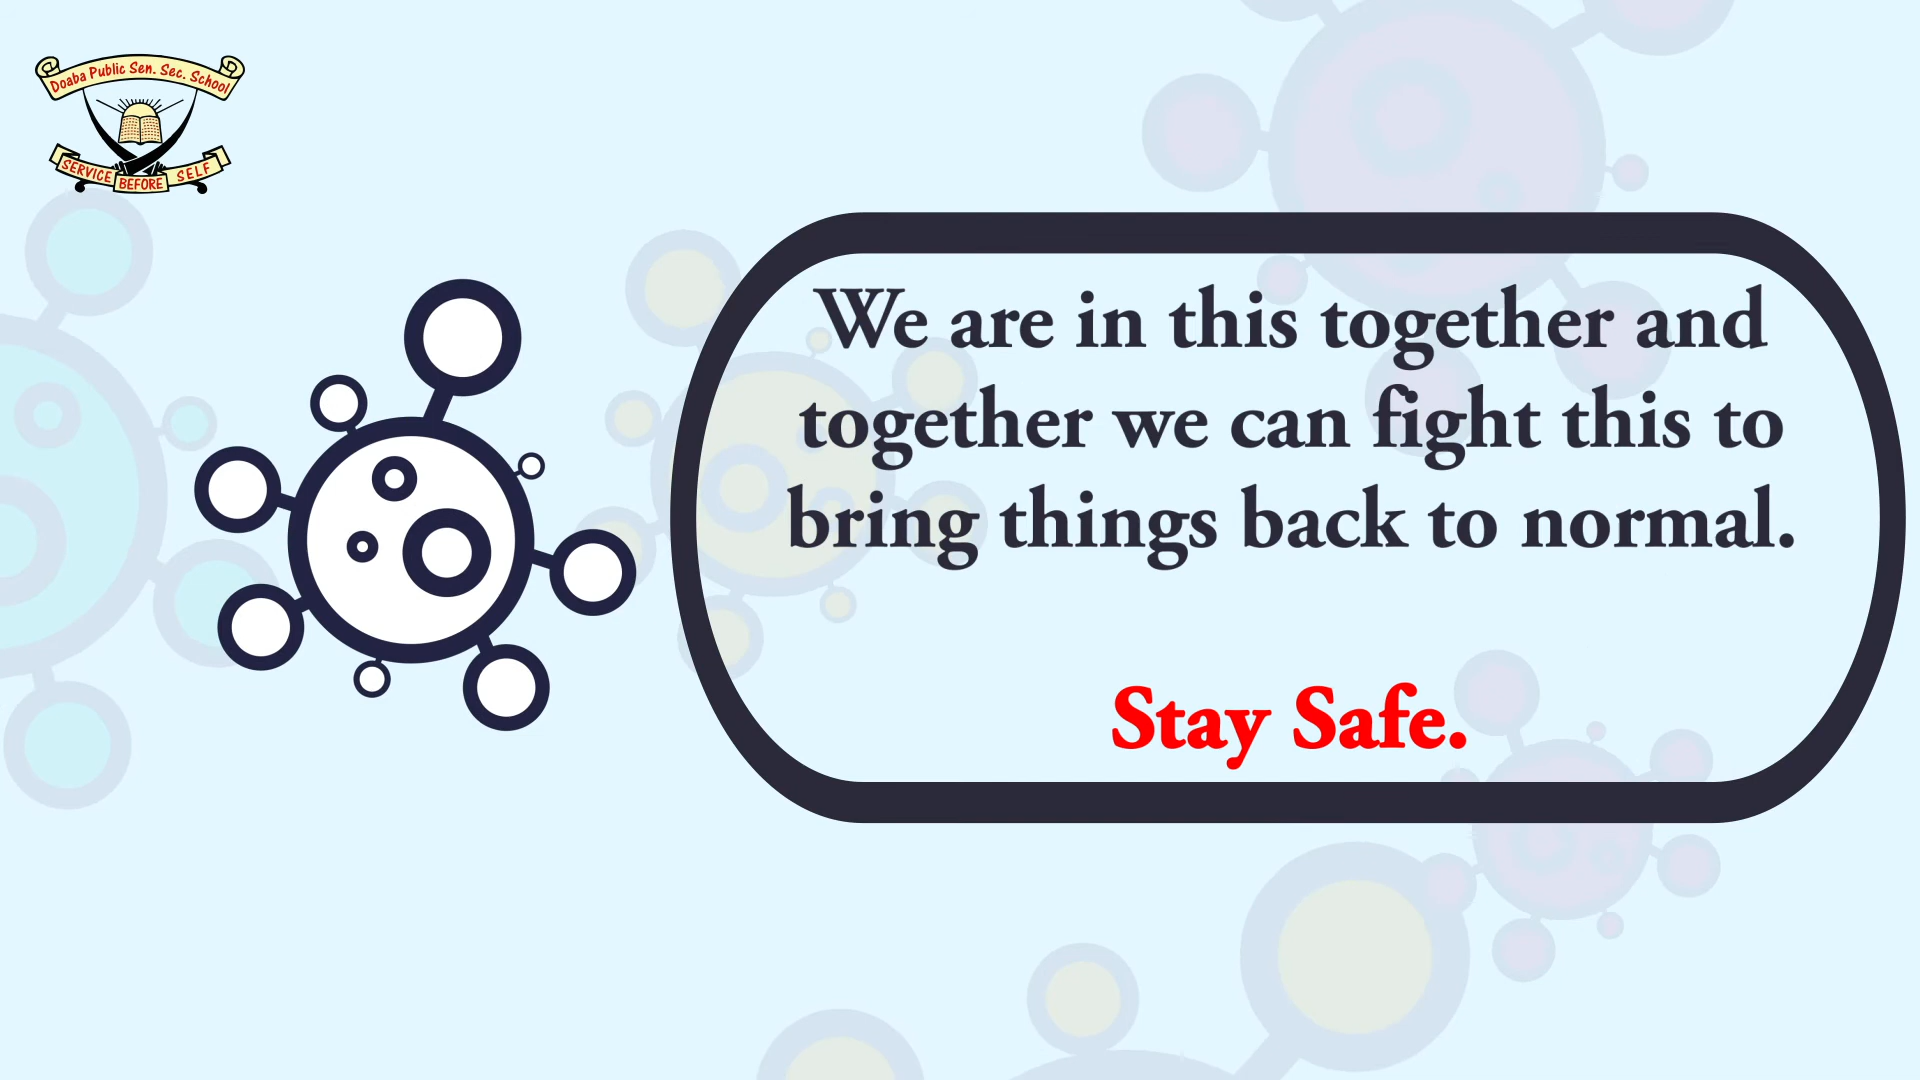 Doaba Public Sen. Sec. School
SERVICE BEFORE SELF
We are in this together and
together we can fight this to
bring things back to normal.
Stay Safe.